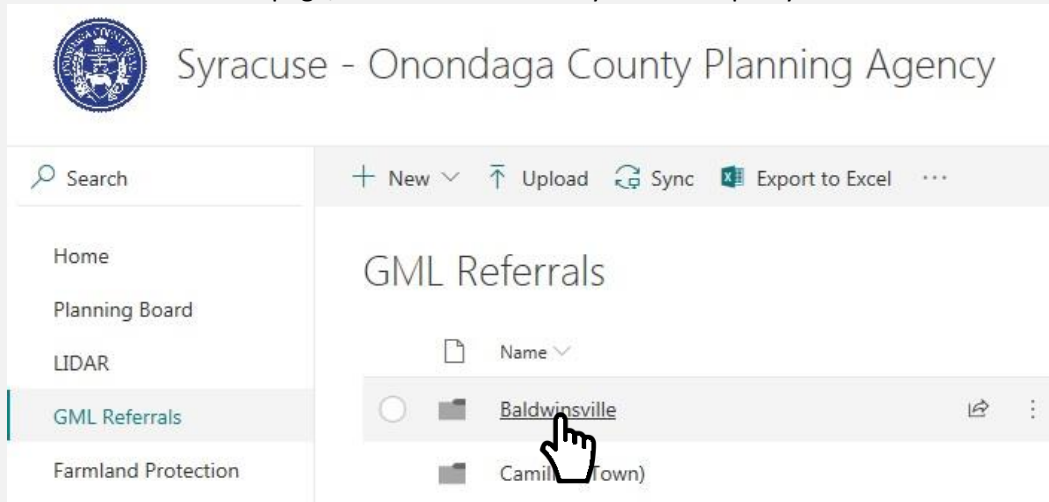 Syracuse - Onondaga County Planning Agency
Search
+ New Upload Sync Export to Excel ...
Home
Planning Board
LIDAR
GML Referrals
Farmland Protection
GML Referrals
Name
Baldwinsville
Town)